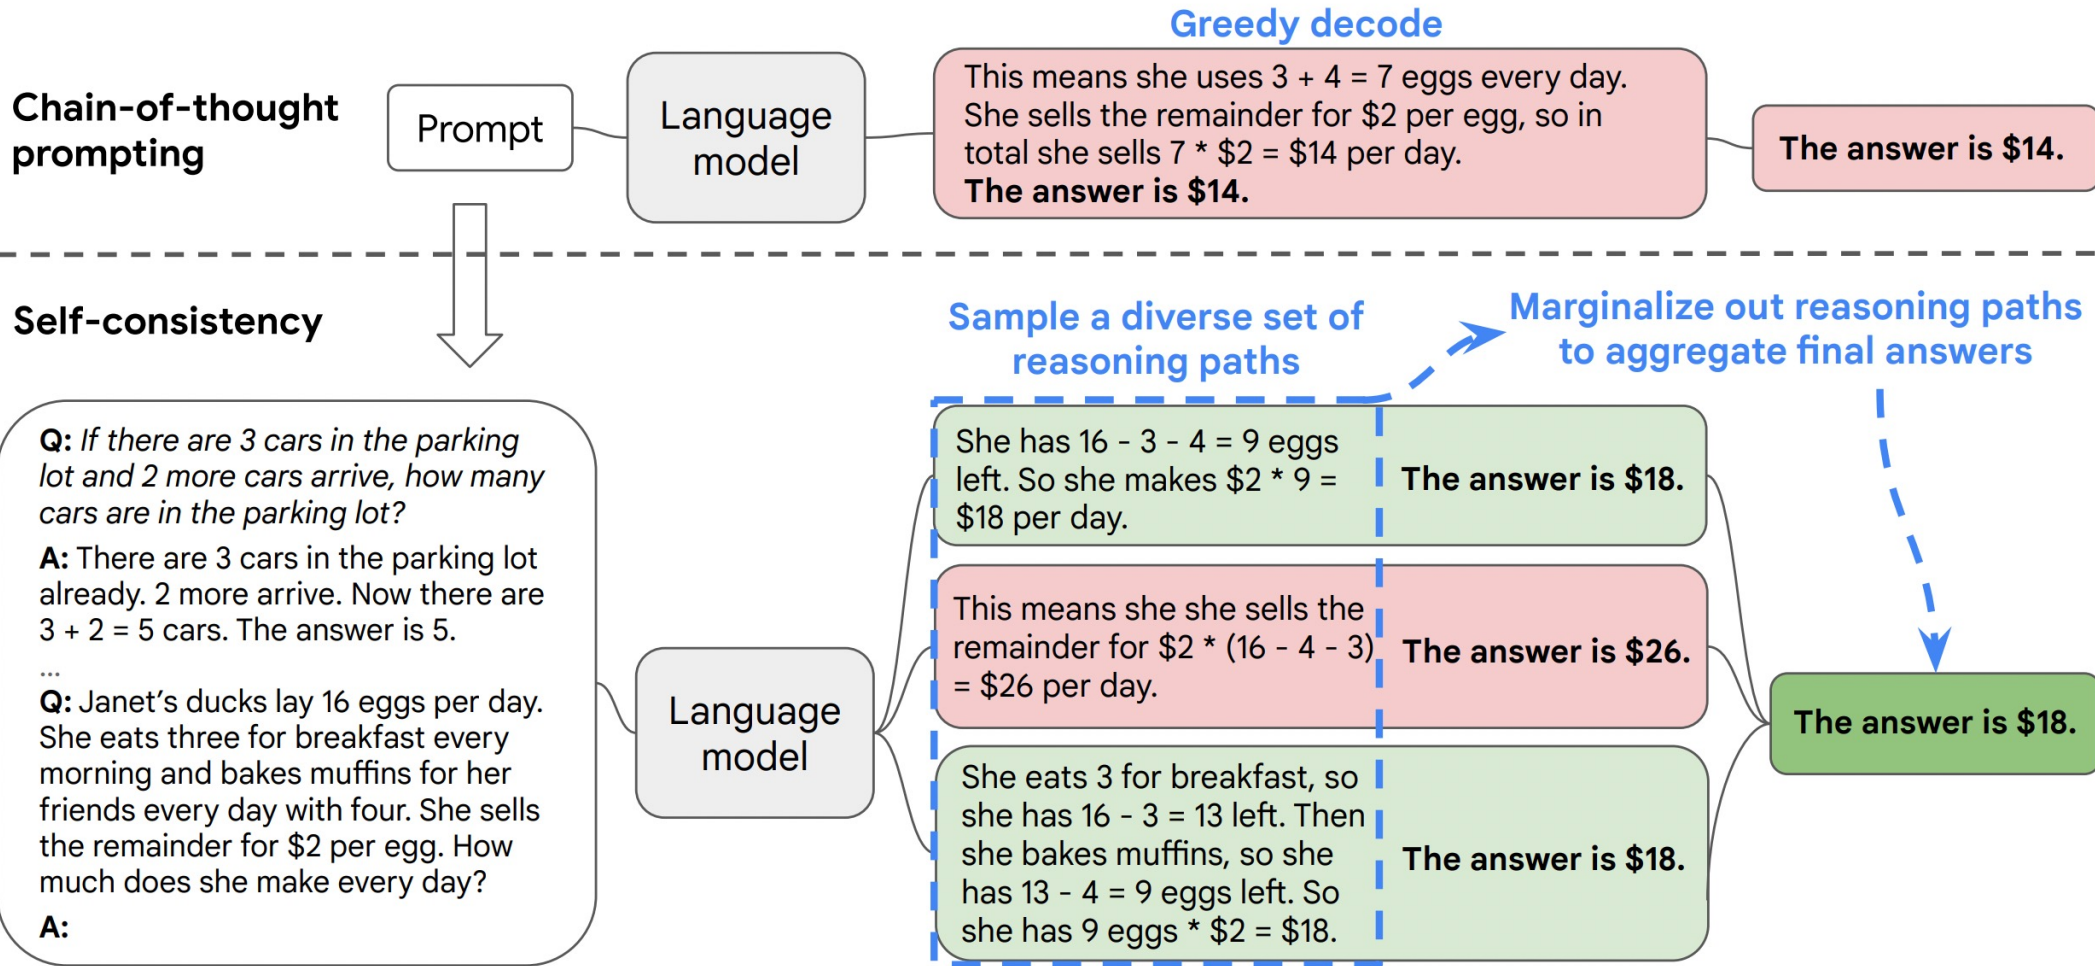 Greedy decode
Chain-of-thought
prompting
Prompt
Language
model
This means she uses 3 + 4 = 7 eggs every day.
She sells the remainder for $2 per egg, so in
total she sells 7 * $2 = $14 per day.
The answer is $14.
The answer is $14.
Self-consistency
Sample a diverse set of
reasoning paths
Marginalize out reasoning paths
to aggregate final answers
Q: If there are 3 cars in the parking
lot and 2 more cars arrive, how many
cars are in the parking lot?
A: There are 3 cars in the parking lot
already. 2 more arrive. Now there are
3 + 2 = 5 cars. The answer is 5.
...
Q: Janet’s ducks lay 16 eggs per day.
She eats three for breakfast every
morning and bakes muffins for her
friends every day with four. She sells
the remainder for $2 per egg. How
much does she make every day?
A:
Language
model
She has 16 - 3 - 4 = 9 eggs
left. So she makes $2 * 9 =
$18 per day.
The answer is $18.
This means she she sells the
remainder for $2 * (16 - 4 - 3)
= $26 per day.
The answer is $26.
She eats 3 for breakfast, so
she has 16 - 3 = 13 left. Then
she bakes muffins, so she
has 13 - 4 = 9 eggs left. So
she has 9 eggs * $2 = $18.
The answer is $18.
The answer is $18.